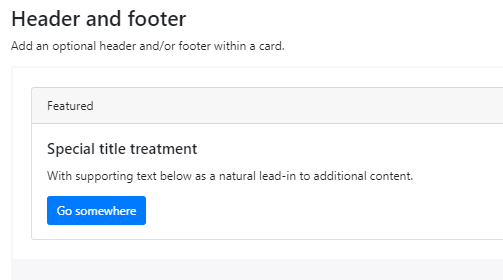 Header and footer
Add an optional header and/or footer within a card.
Featured
Special title treatment
With supporting text below as a natural lead-in to additional content.
Go somewhere